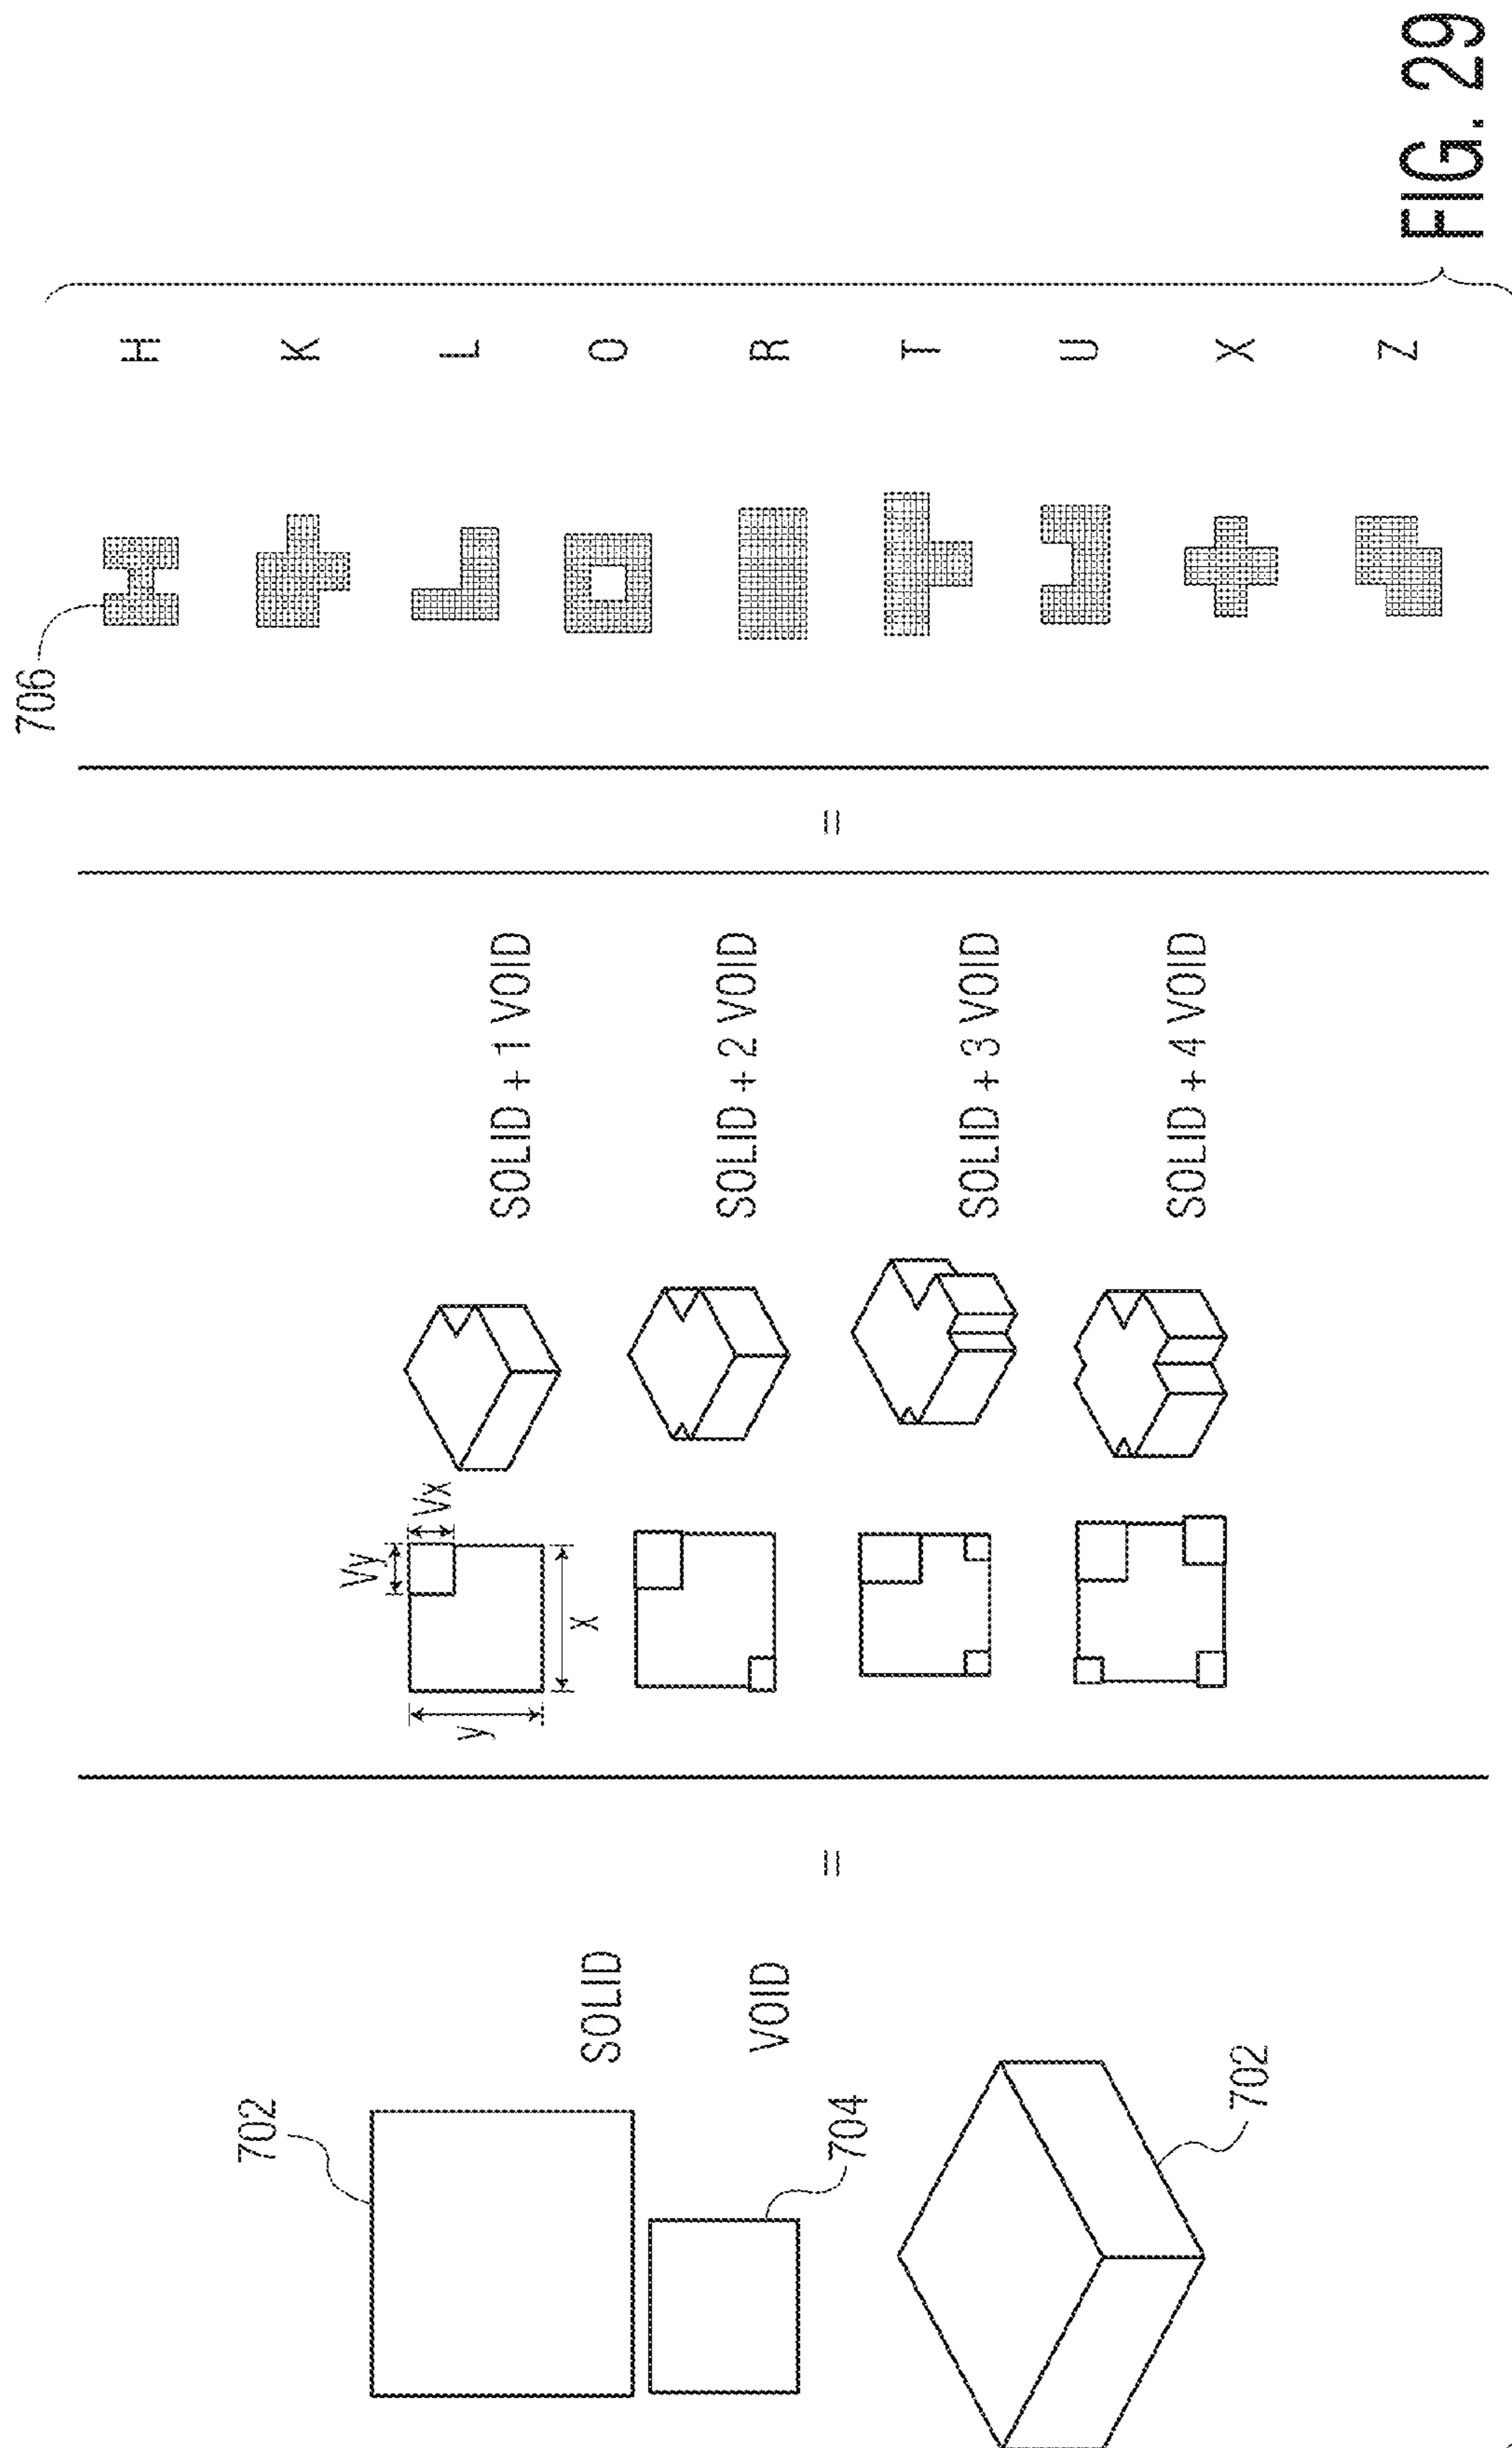 702
SOLID
704
VOID
702
=
Vy
Vx
y
X
SOLID + 1 VOID
SOLID + 2 VOID
SOLID + 3 VOID
SOLID + 4 VOID
=
706
H
K
L
O
R
T
U
X
Z
FIG. 29